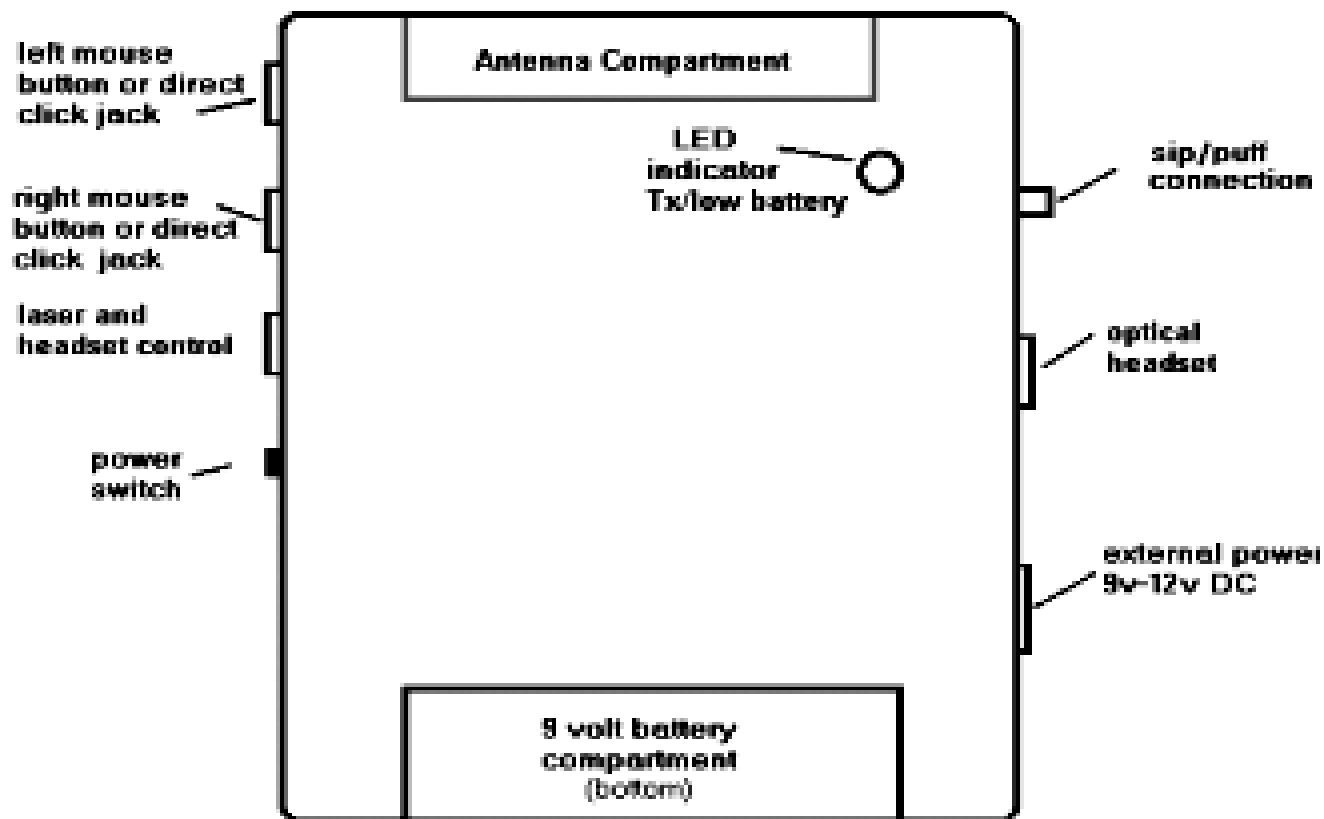 left mouse
button or direct
click jack
Antenna Compartment
LED
indicator
Tx/low battery
sip/puff
connection
right mouse
button or direct
click jack
laser and
headset control
optical
headset
power
switch
external power
9v-12v DC
9 volt battery
compartment
(bottom)